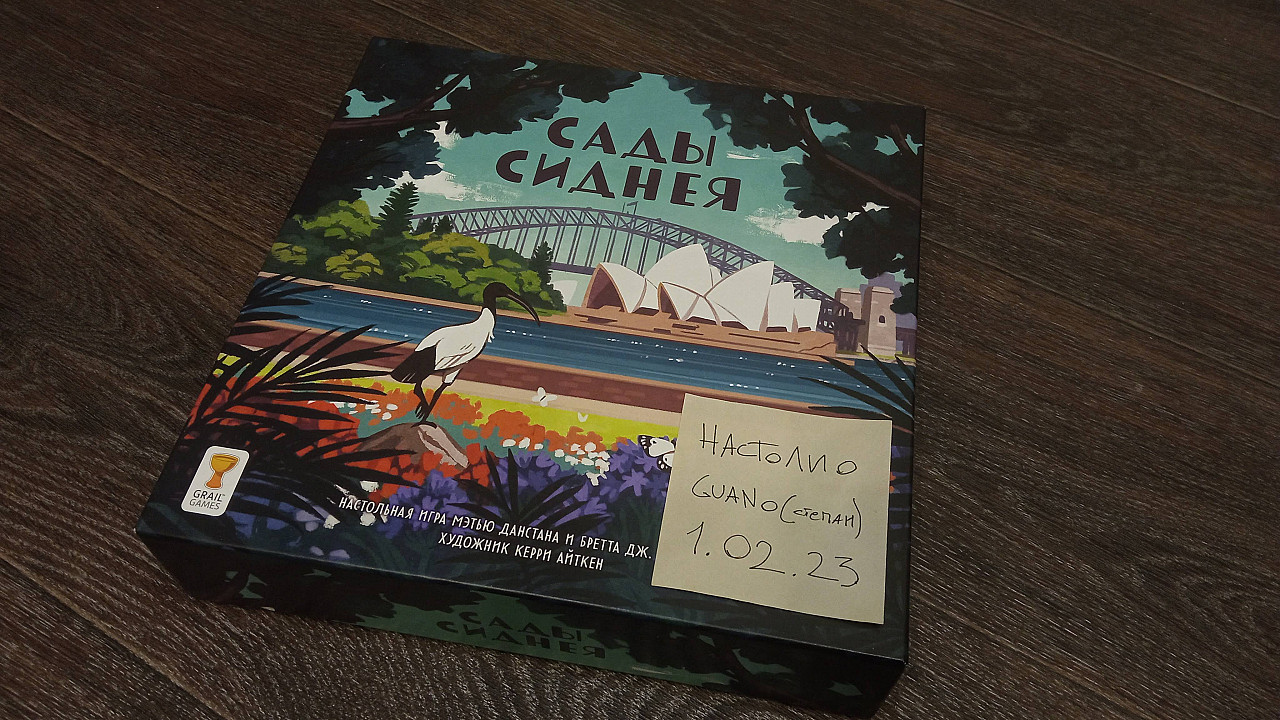 САДЫ
СИДНЕЯ
GRAIL
GAMES
НАСТОЛЬНАЯ ИГРА МЭТЬЮ ДАНСТАНА И БРЕТТА ДЖ.
ХУДОЖНИК КЕРРИ АЙТКЕН
НАСТОЛИО
GUANO (СТЕПАН)
1.02.23
САДЫ
СИДНЕЯ